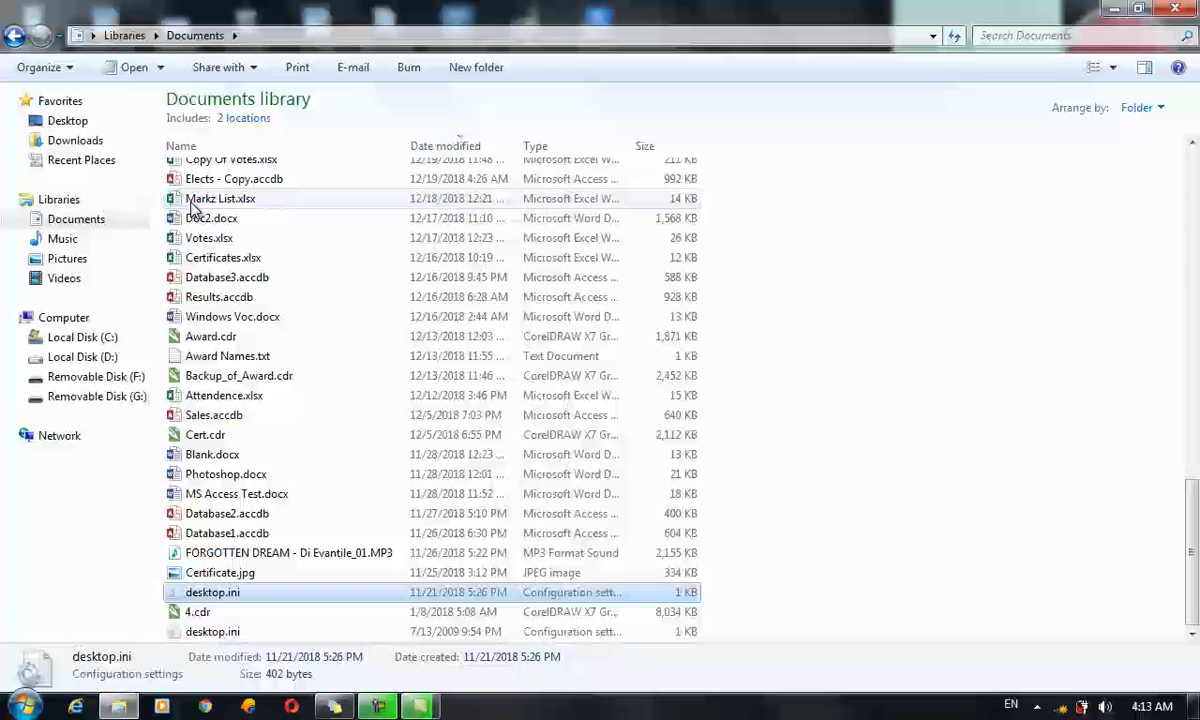 Libraries Documents Search Documents
Organize Open Share with Print E-mail Burn New folder
Favorites
Desktop
Downloads
Recent Places
Libraries
Documents
Music
Pictures
Videos
Computer
Local Disk (C:)
Local Disk (D:)
Removable Disk (F:)
Removable Disk (G:)
Network
Documents library
Includes: 2 locations
Arrange by: Folder
Name Date modified Type Size
Copy Of Votes.xlsx 12/19/2018 11:48 ... Microsoft Excel W... 211 KB
Elects - Copy.accdb 12/19/2018 4:26 AM Microsoft Access ... 992 KB
Markz List.xlsx 12/18/2018 12:21 ... Microsoft Excel W... 14 KB
Doc2.docx 12/17/2018 11:10 ... Microsoft Word D... 1,568 KB
Votes.xlsx 12/17/2018 12:23 ... Microsoft Excel W... 26 KB
Certificates.xlsx 12/16/2018 10:19 ... Microsoft Excel W... 12 KB
Database3.accdb 12/16/2018 9:45 PM Microsoft Access ... 588 KB
Results.accdb 12/16/2018 6:28 AM Microsoft Access ... 928 KB
Windows Voc.docx 12/16/2018 2:44 AM Microsoft Word D... 13 KB
Award.cdr 12/13/2018 12:03 ... CorelDRAW X7 Gr... 1,871 KB
Award Names.txt 12/13/2018 11:55 ... Text Document 1 KB
Backup_of_Award.cdr 12/13/2018 11:46 ... CorelDRAW X7 Gr... 2,452 KB
Attendence.xlsx 12/12/2018 3:46 PM Microsoft Excel W... 15 KB
Sales.accdb 12/5/2018 7:03 PM Microsoft Access ... 640 KB
Cert.cdr 12/5/2018 6:55 PM CorelDRAW X7 Gr... 2,112 KB
Blank.docx 11/28/2018 12:23 ... Microsoft Word D... 13 KB
Photoshop.docx 11/28/2018 12:01 ... Microsoft Word D... 21 KB
MS Access Test.docx 11/28/2018 11:52 ... Microsoft Word D... 18 KB
Database2.accdb 11/27/2018 5:10 PM Microsoft Access ... 400 KB
Database1.accdb 11/26/2018 6:30 PM Microsoft Access ... 604 KB
FORGOTTEN DREAM - Di Evantile_01.MP3 11/26/2018 5:22 PM MP3 Format Sound 2,155 KB
Certificate.jpg 11/25/2018 3:12 PM JPEG image 334 KB
desktop.ini 11/21/2018 5:26 PM Configuration sett... 1 KB
4.cdr 1/8/2018 5:08 AM CorelDRAW X7 Gr... 8,034 KB
desktop.ini 7/13/2009 9:54 PM Configuration sett... 1 KB
desktop.ini Date modified: 11/21/2018 5:26 PM Date created: 11/21/2018 5:26 PM
Configuration settings Size: 402 bytes
EN 4:13 AM